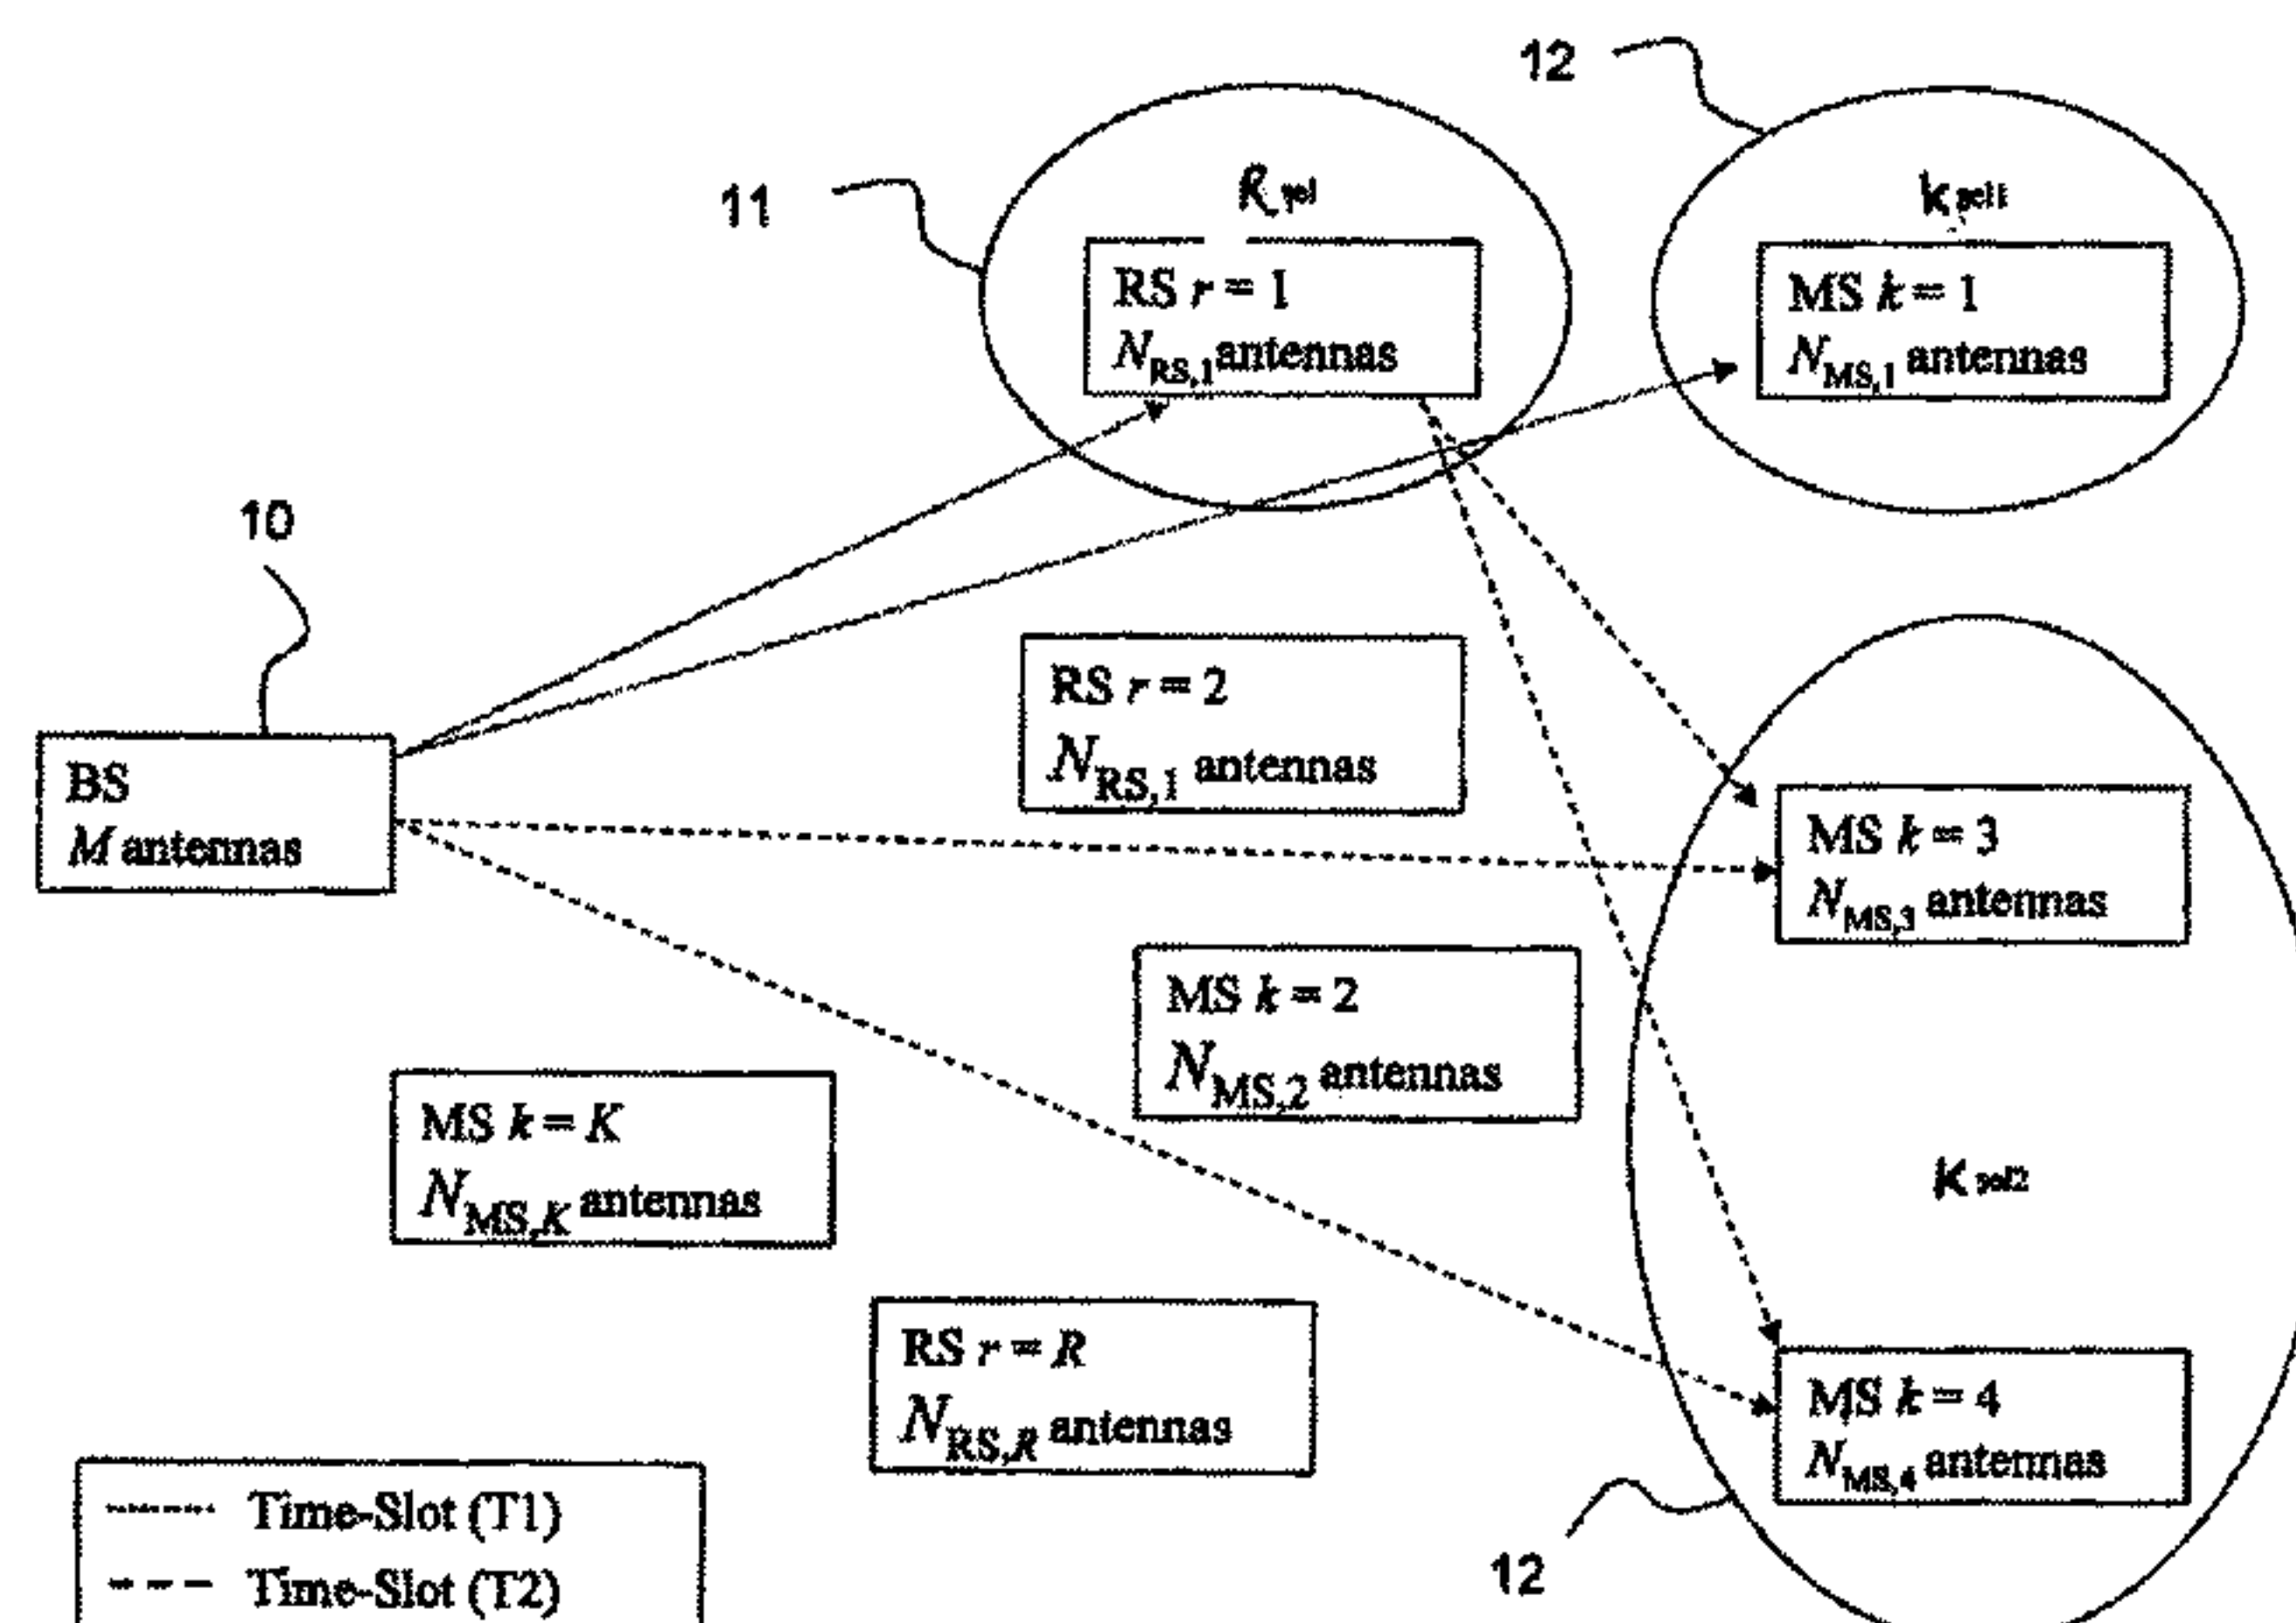 12
11
RS r = 1
N_RS,1 antennas
MS k = 1
N_MS,1 antennas
10
RS r = 2
N_RS,1 antennas
BS
M antennas
MS k = 3
N_MS,3 antennas
MS k = 2
N_MS,2 antennas
MS k = K
N_MS,K antennas
K
RS r = R
N_RS,R antennas
MS k = 4
N_MS,4 antennas
Time-Slot (T1)
Time-Slot (T2)
12